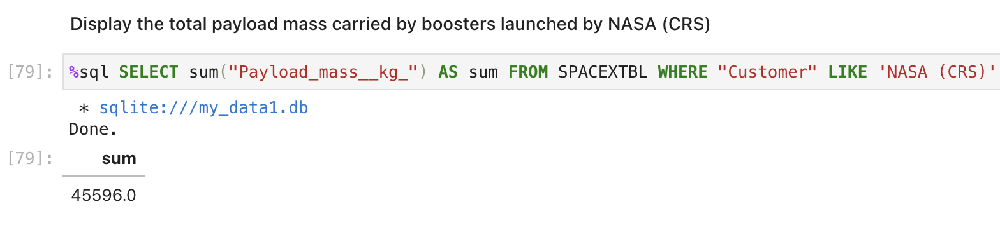 Display the total payload mass carried by boosters launched by NASA (CRS)
[79]: %sql SELECT sum("Payload_mass__kg_") AS sum FROM SPACEXTBL WHERE "Customer" LIKE 'NASA (CRS)'
* sqlite:///my_data1.db
Done.
[79]: sum
45596.0